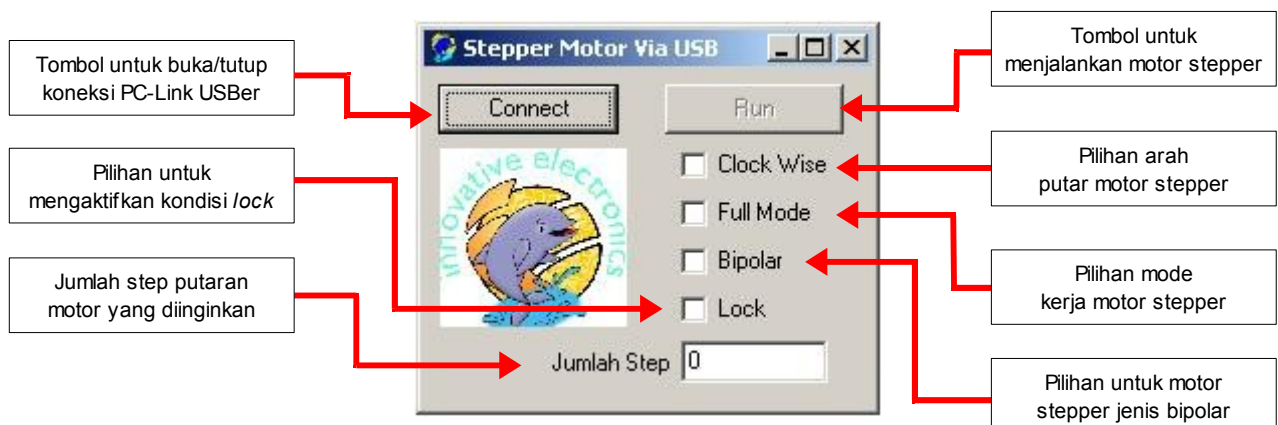 Tombol untuk buka/tutup
koneksi PC-Link USBer
Pilihan untuk
mengaktifkan kondisi lock
Jumlah step putaran
motor yang diinginkan
Stepper Motor Via USB
Connect
Run
innovative electronics
Clock Wise
Full Mode
Bipolar
Lock
Jumlah Step
0
Tombol untuk
menjalankan motor stepper
Pilihan arah
putar motor stepper
Pilihan mode
kerja motor stepper
Pilihan untuk motor
stepper jenis bipolar